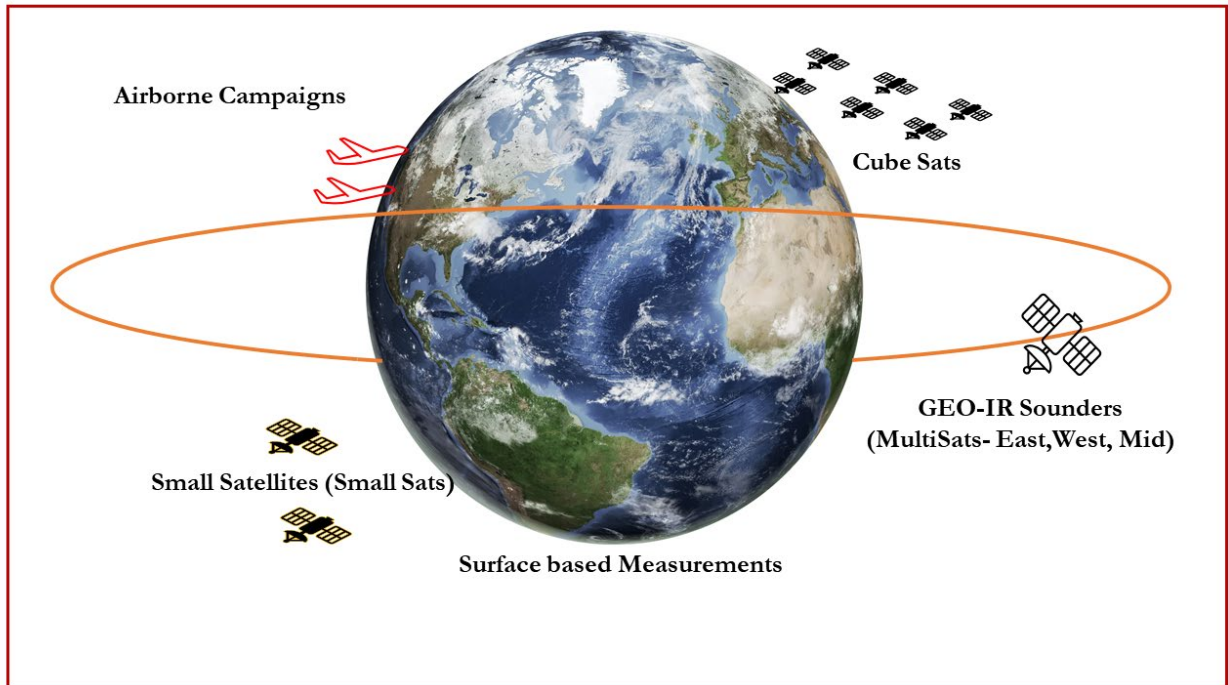 Airborne Campaigns
Cube Sats
GEO-IR Sounders
(MultiSats- East,West, Mid)
Small Satellites (Small Sats)
Surface based Measurements